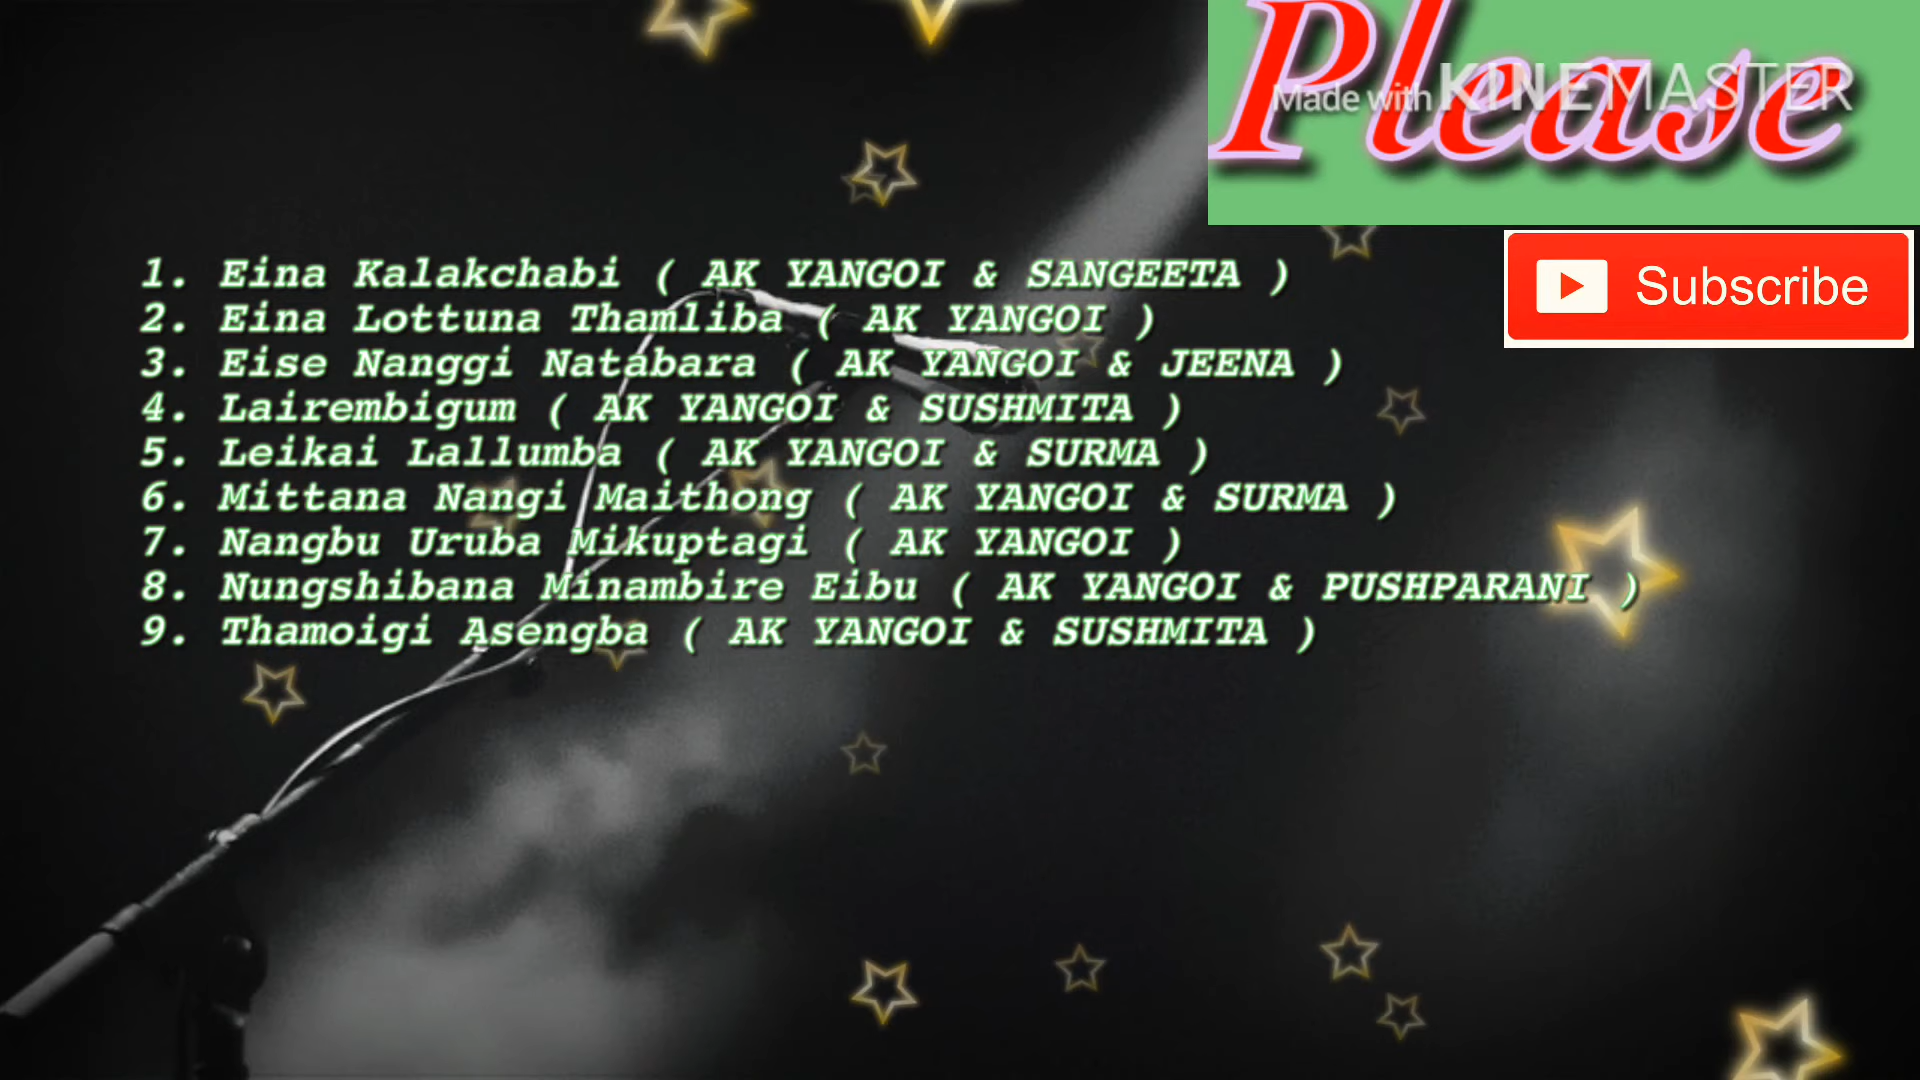 Please
Made with KINEMASTER
Subscribe
1. Eina Kalakchabi ( AK YANGOI & SANGEETA )
2. Eina Lottuna Thamliba ( AK YANGOI )
3. Eise Nanggi Natabara ( AK YANGOI & JEENA )
4. Lairembigum ( AK YANGOI & SUSHMITA )
5. Leikai Lallumba ( AK YANGOI & SURMA )
6. Mittana Nangi Maithong ( AK YANGOI & SURMA )
7. Nangbu Uruba Mikuptagi ( AK YANGOI )
8. Nungshibana Minambire Eibu ( AK YANGOI & PUSHPARANI )
9. Thamoigi Asengba ( AK YANGOI & SUSHMITA )